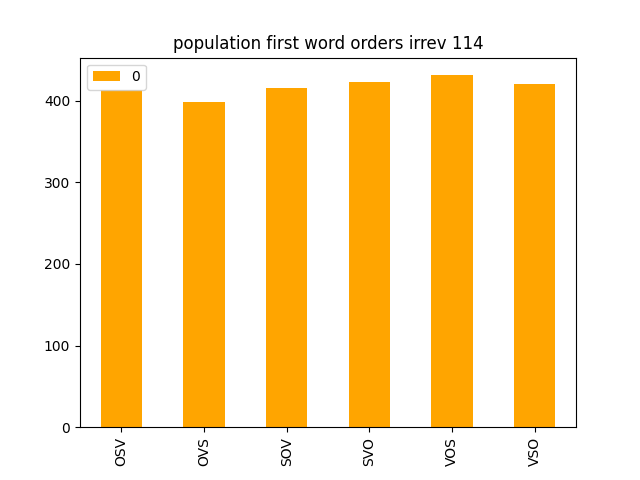 population first word orders irrev 114
0
400
300
200
100
0
OSV
OVS
SOV
SVO
VOS
VSO